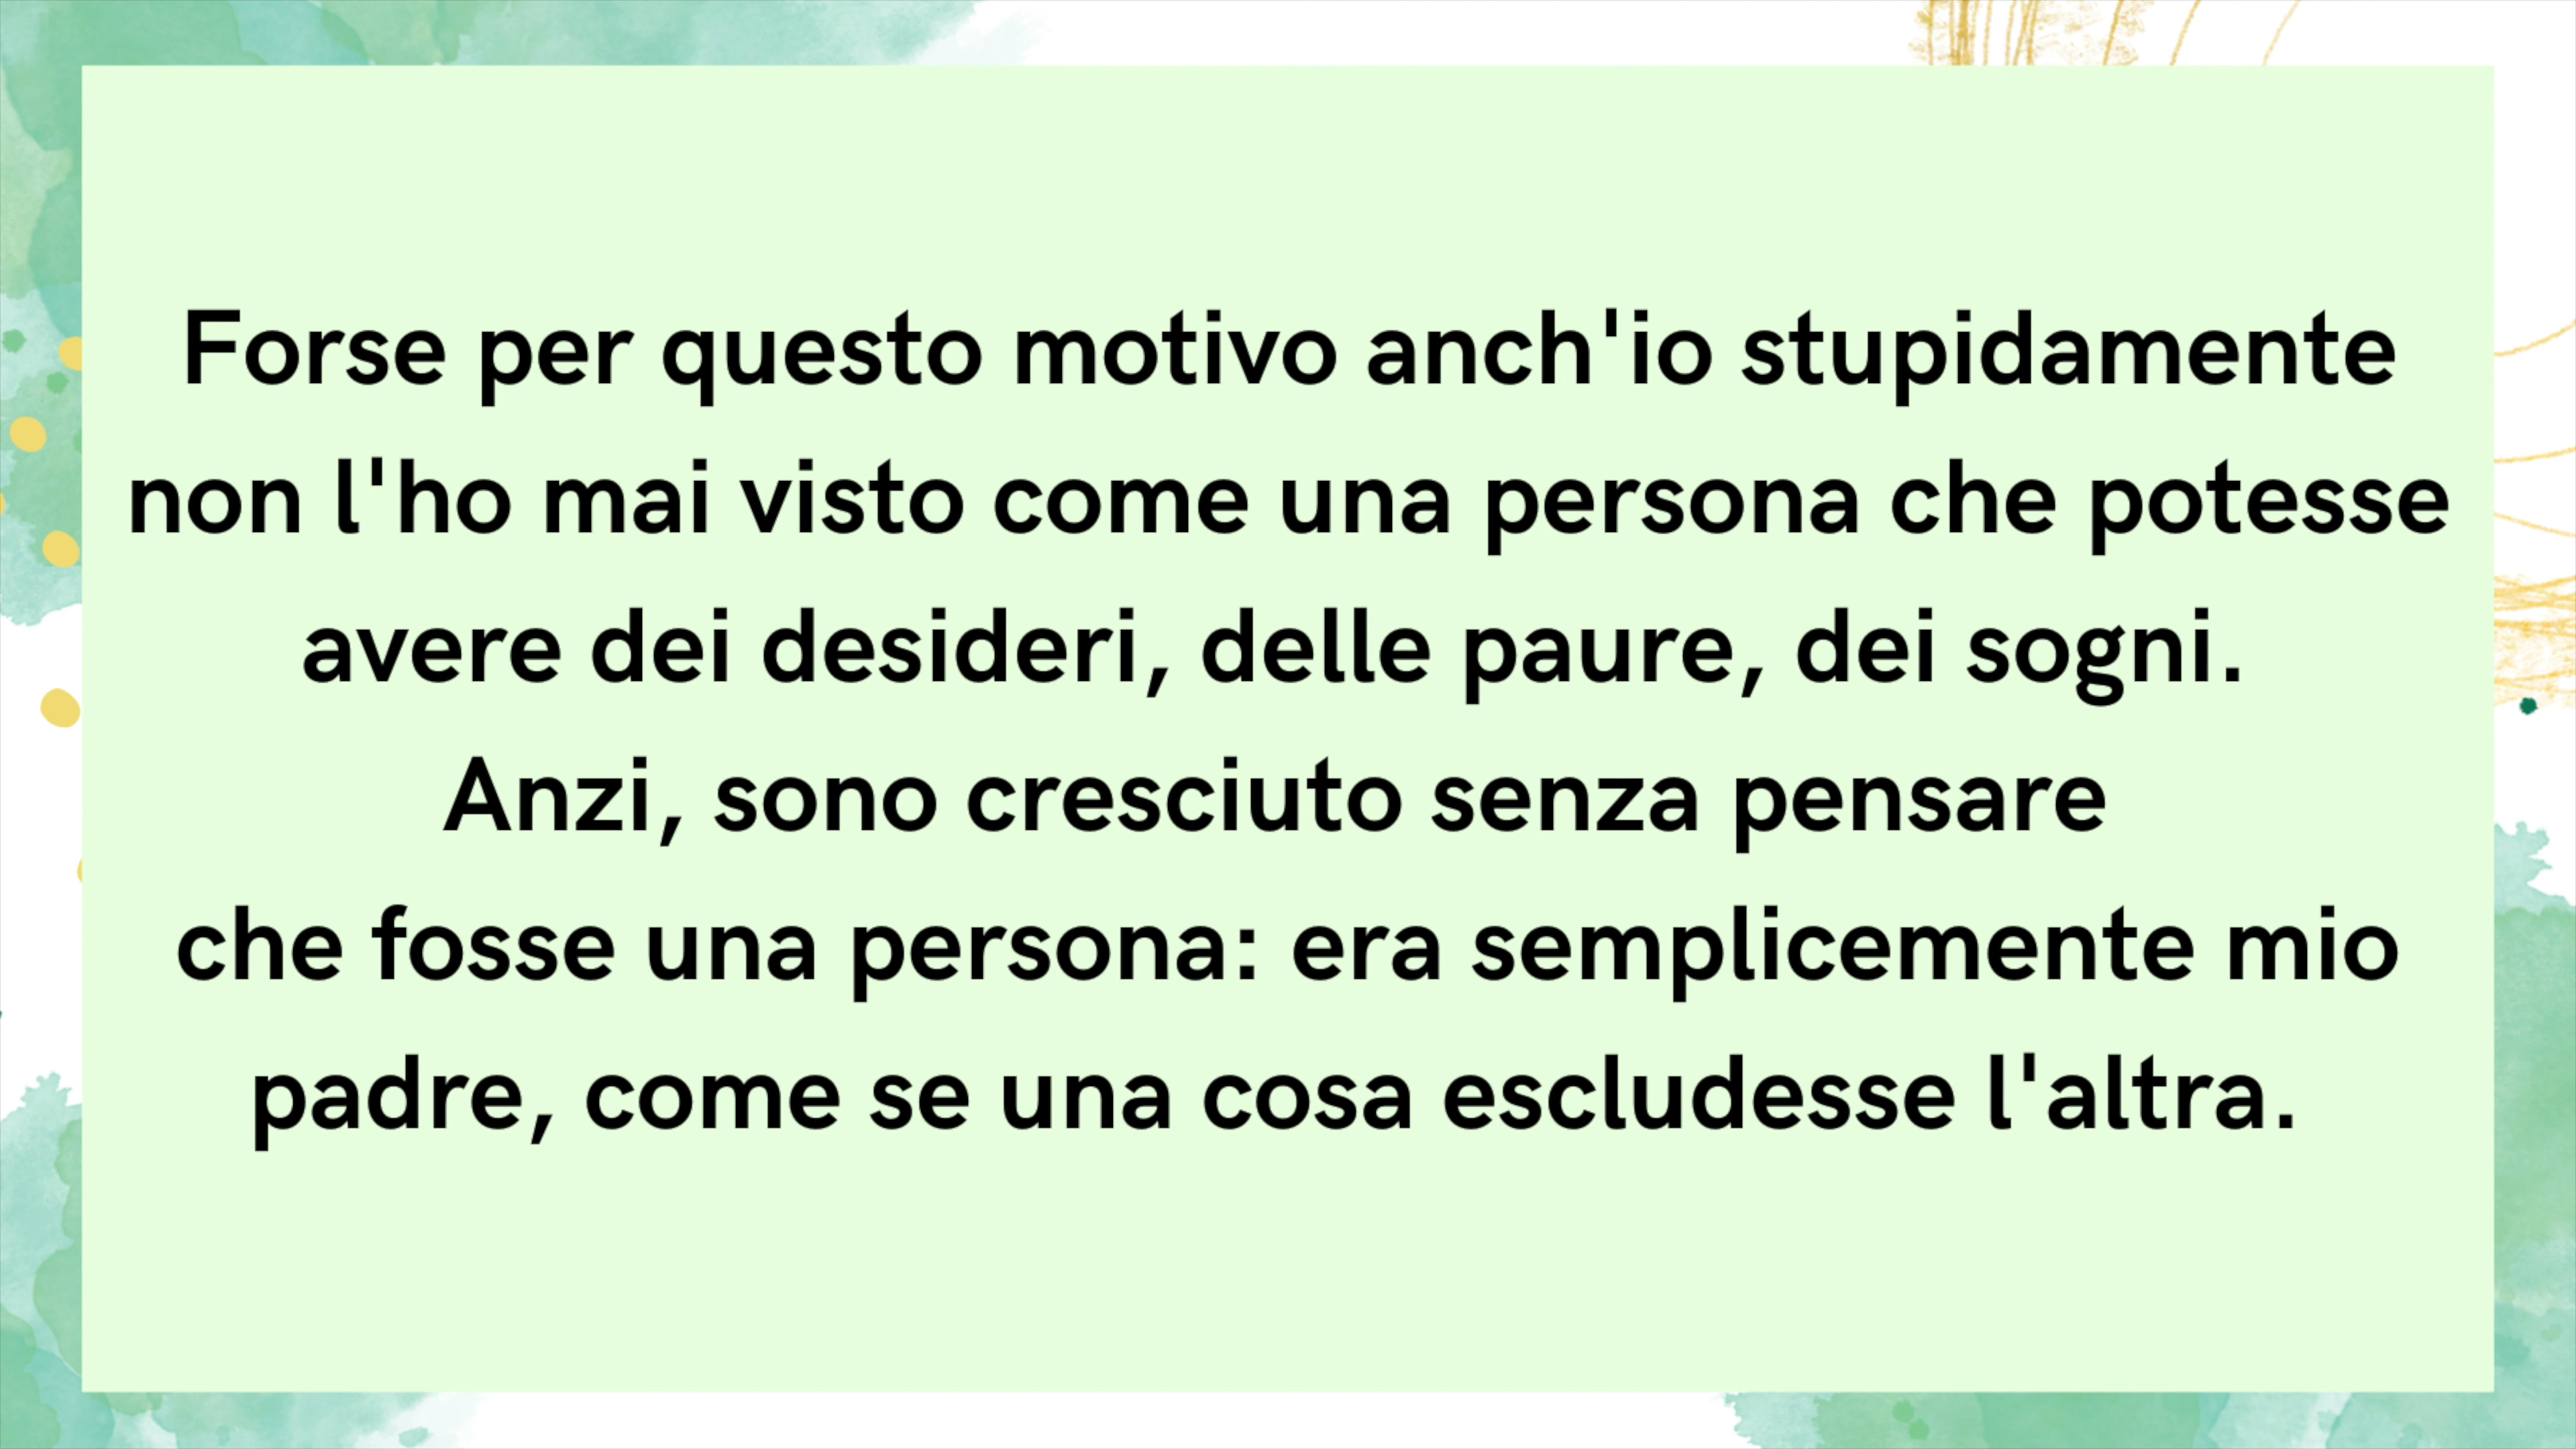 Forse per questo motivo anch'io stupidamente
non l'ho mai visto come una persona che potesse
avere dei desideri, delle paure, dei sogni.
Anzi, sono cresciuto senza pensare
che fosse una persona: era semplicemente mio
padre, come se una cosa escludesse l'altra.